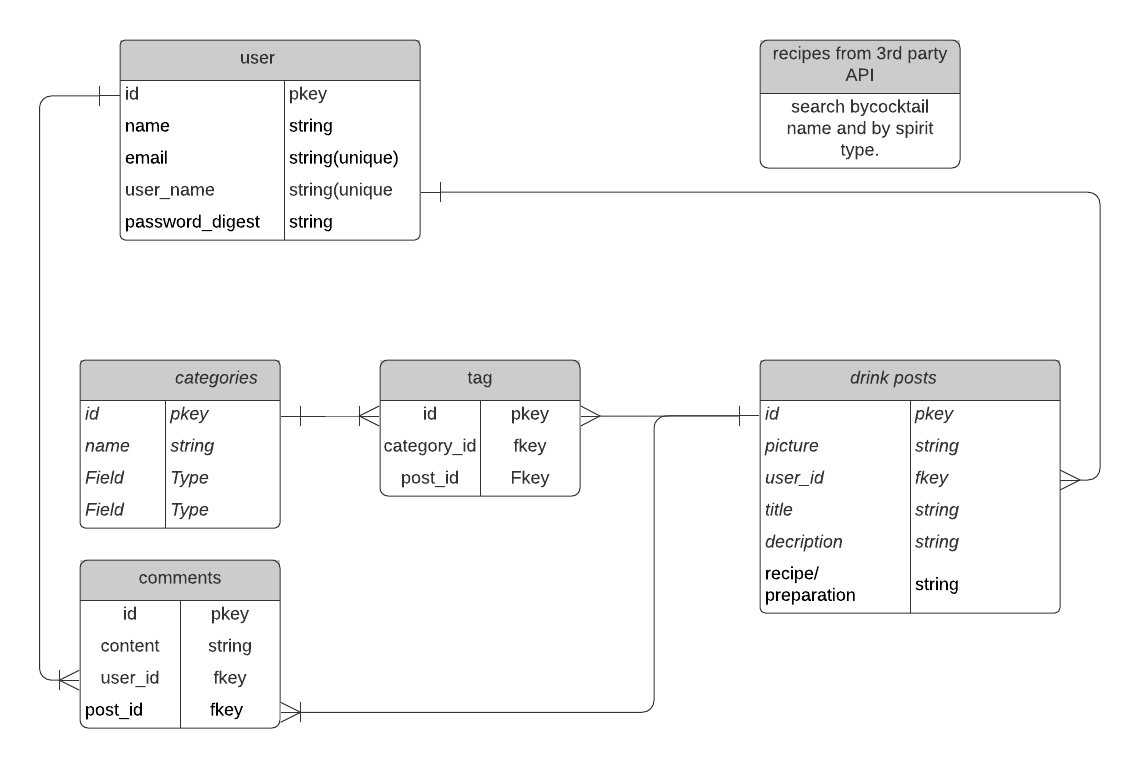 user
id pkey
name string
email string(unique)
user_name string(unique
password_digest string
recipes from 3rd party
API
search bycocktail
name and by spirit
type.
categories
id pkey
name string
Field Type
Field Type
tag
id pkey
category_id fkey
post_id Fkey
drink posts
id pkey
picture string
user_id fkey
title string
decription string
recipe/
preparation string
comments
id pkey
content string
user_id fkey
post_id fkey